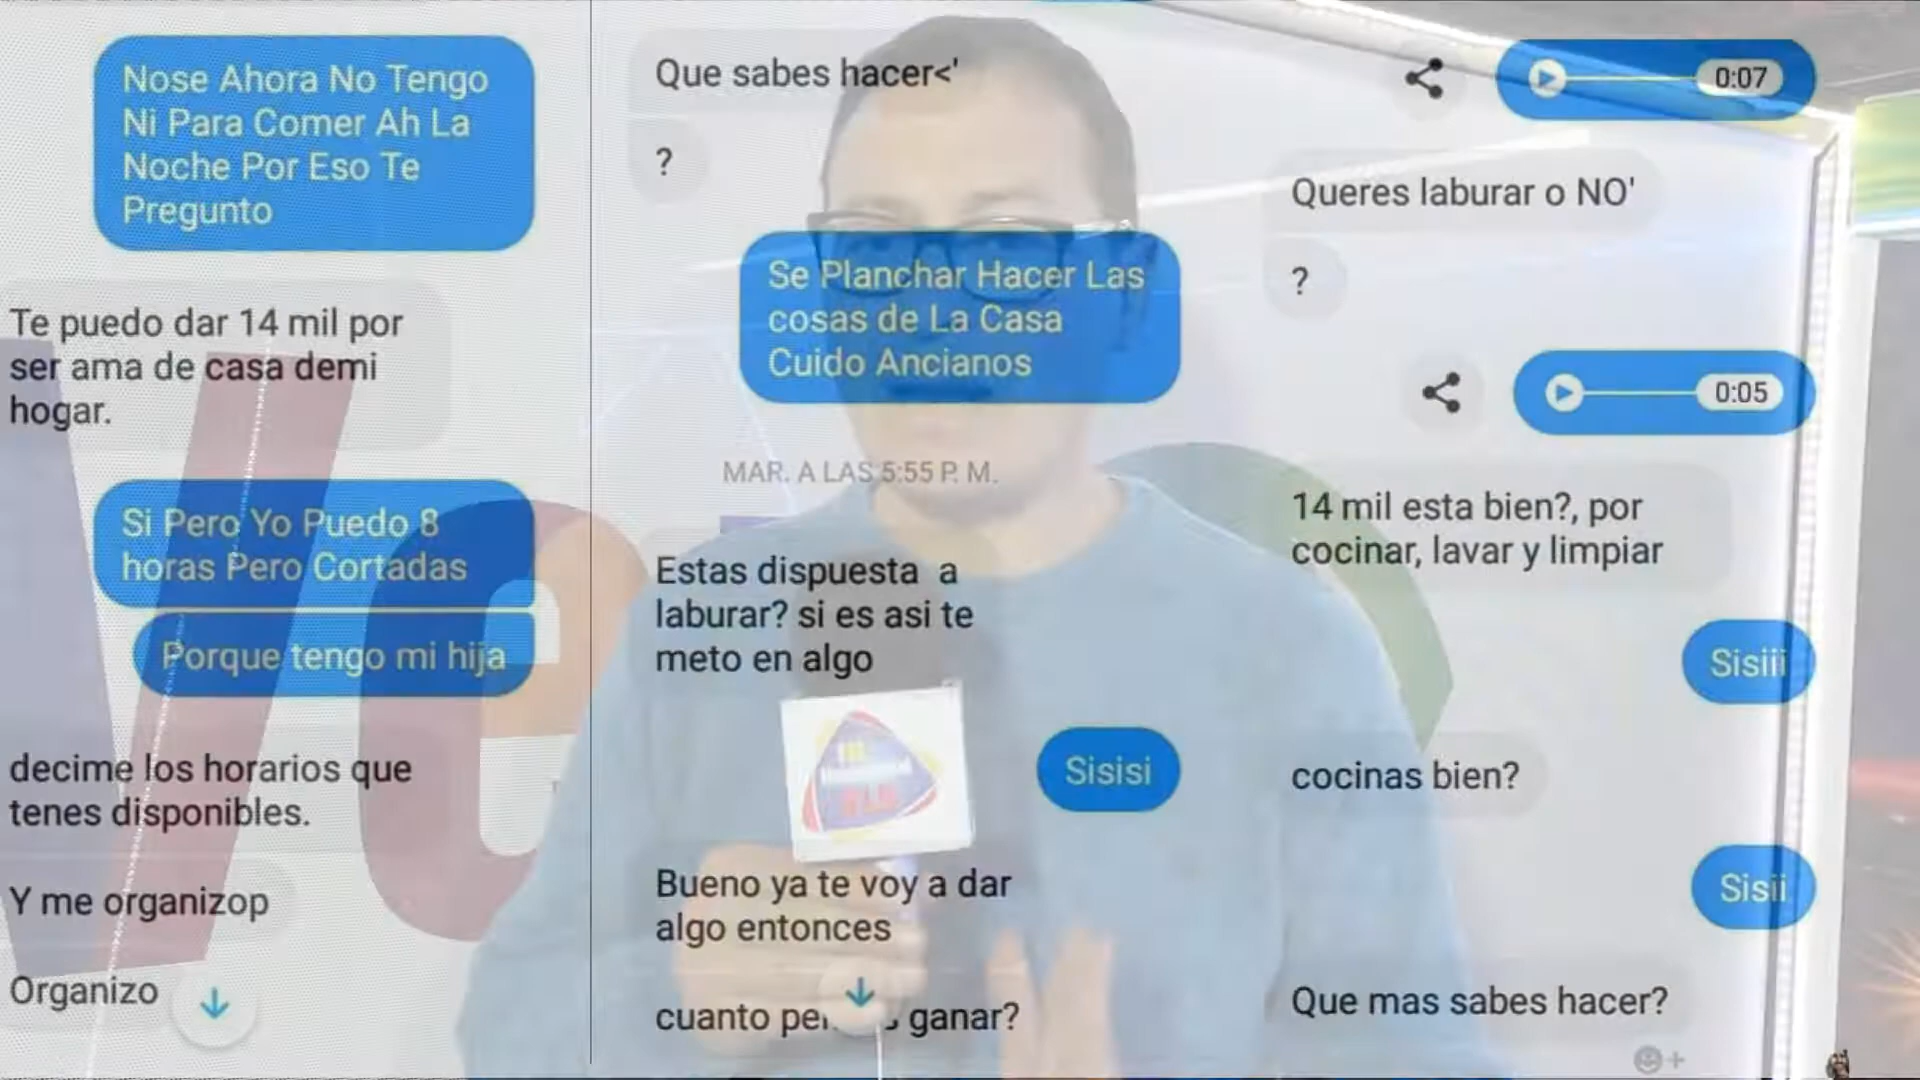 Nose Ahora No Tengo
Ni Para Comer Ah La
Noche Por Eso Te
Pregunto
Te puedo dar 14 mil por
ser ama de casa demi
hogar.
Si Pero Yo Puedo 8
horas Pero Cortadas
Porque tengo mi hija
decime los horarios que
tenes disponibles.
Y me organizop
Organizo
Que sabes hacer<'
?
Se Planchar Hacer Las
cosas de La Casa
Cuido Ancianos
MAR. A LAS 5:55 P. M.
Estas dispuesta a
laburar? si es asi te
meto en algo
Sisisi
Bueno ya te voy a dar
algo entonces
cuanto ganar?
0:07
Queres laburar o NO'
?
0:05
14 mil esta bien?, por
cocinar, lavar y limpiar
Sisiii
cocinas bien?
Sisii
Que mas sabes hacer?